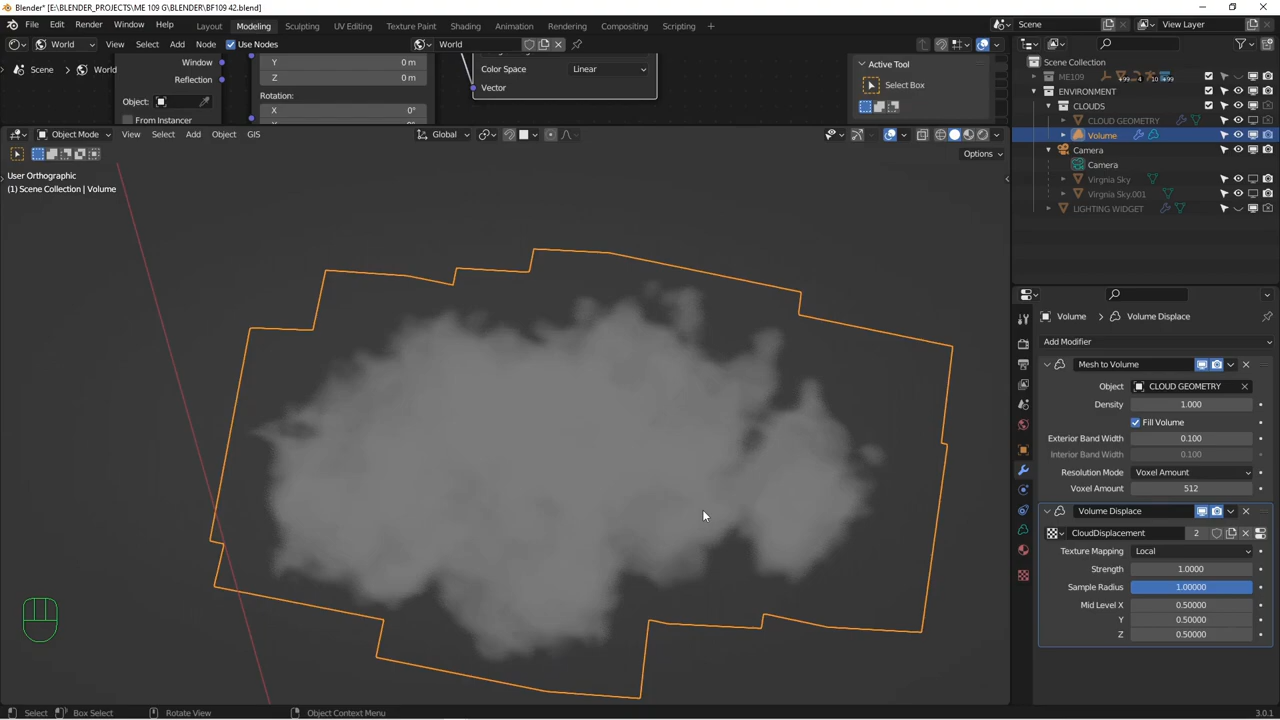 Blender* [E:\BLENDER_PROJECTS\ME 109 G\BF109 42.blend]
File Edit Render Window Help Layout Modeling Sculpting UV Editing Texture Paint Shading Animation Rendering Compositing Scripting + Scene View Layer
World View Select Add Node Use Nodes World
Scene World
Window
Reflection
Object:
From Instancer
Y 0 m
Z 0 m
Rotation:
X 0°
Color Space Linear
Vector
Active Tool
Select Box
Object Mode View Select Add Object GIS Global
Options
User Orthographic
(1) Scene Collection | Volume
Scene Collection
ME109
ENVIRONMENT
CLOUDS
CLOUD GEOMETRY
Volume
Camera
Camera
Virgnia Sky
Virgnia Sky.001
LIGHTING WIDGET
Volume > Volume Displace
Add Modifier
Mesh to Volume
Object CLOUD GEOMETRY
Density 1.000
Fill Volume
Exterior Band Width 0.100
Interior Band Width 0.100
Resolution Mode Voxel Amount
Voxel Amount 512
Volume Displace
CloudDisplacement 2
Texture Mapping Local
Strength 1.0000
Sample Radius 1.00000
Mid Level X 0.50000
Y 0.50000
Z 0.50000
Select Box Select Rotate View Object Context Menu 3.0.1